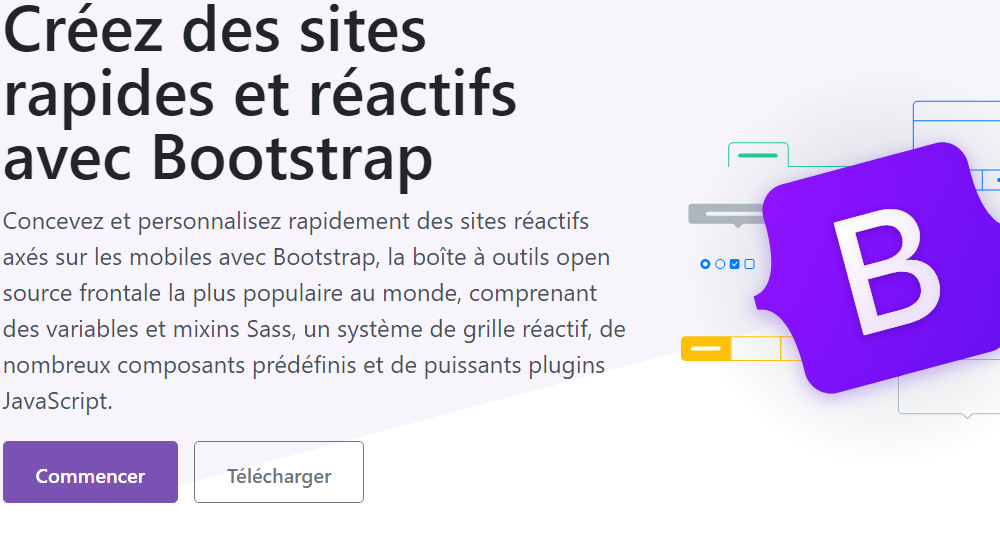 Créez des sites
rapides et réactifs
avec Bootstrap
Concevez et personnalisez rapidement des sites réactifs
axés sur les mobiles avec Bootstrap, la boîte à outils open
source frontale la plus populaire au monde, comprenant
des variables et mixins Sass, un système de grille réactif, de
nombreux composants prédéfinis et de puissants plugins
JavaScript.
Commencer
Télécharger
B